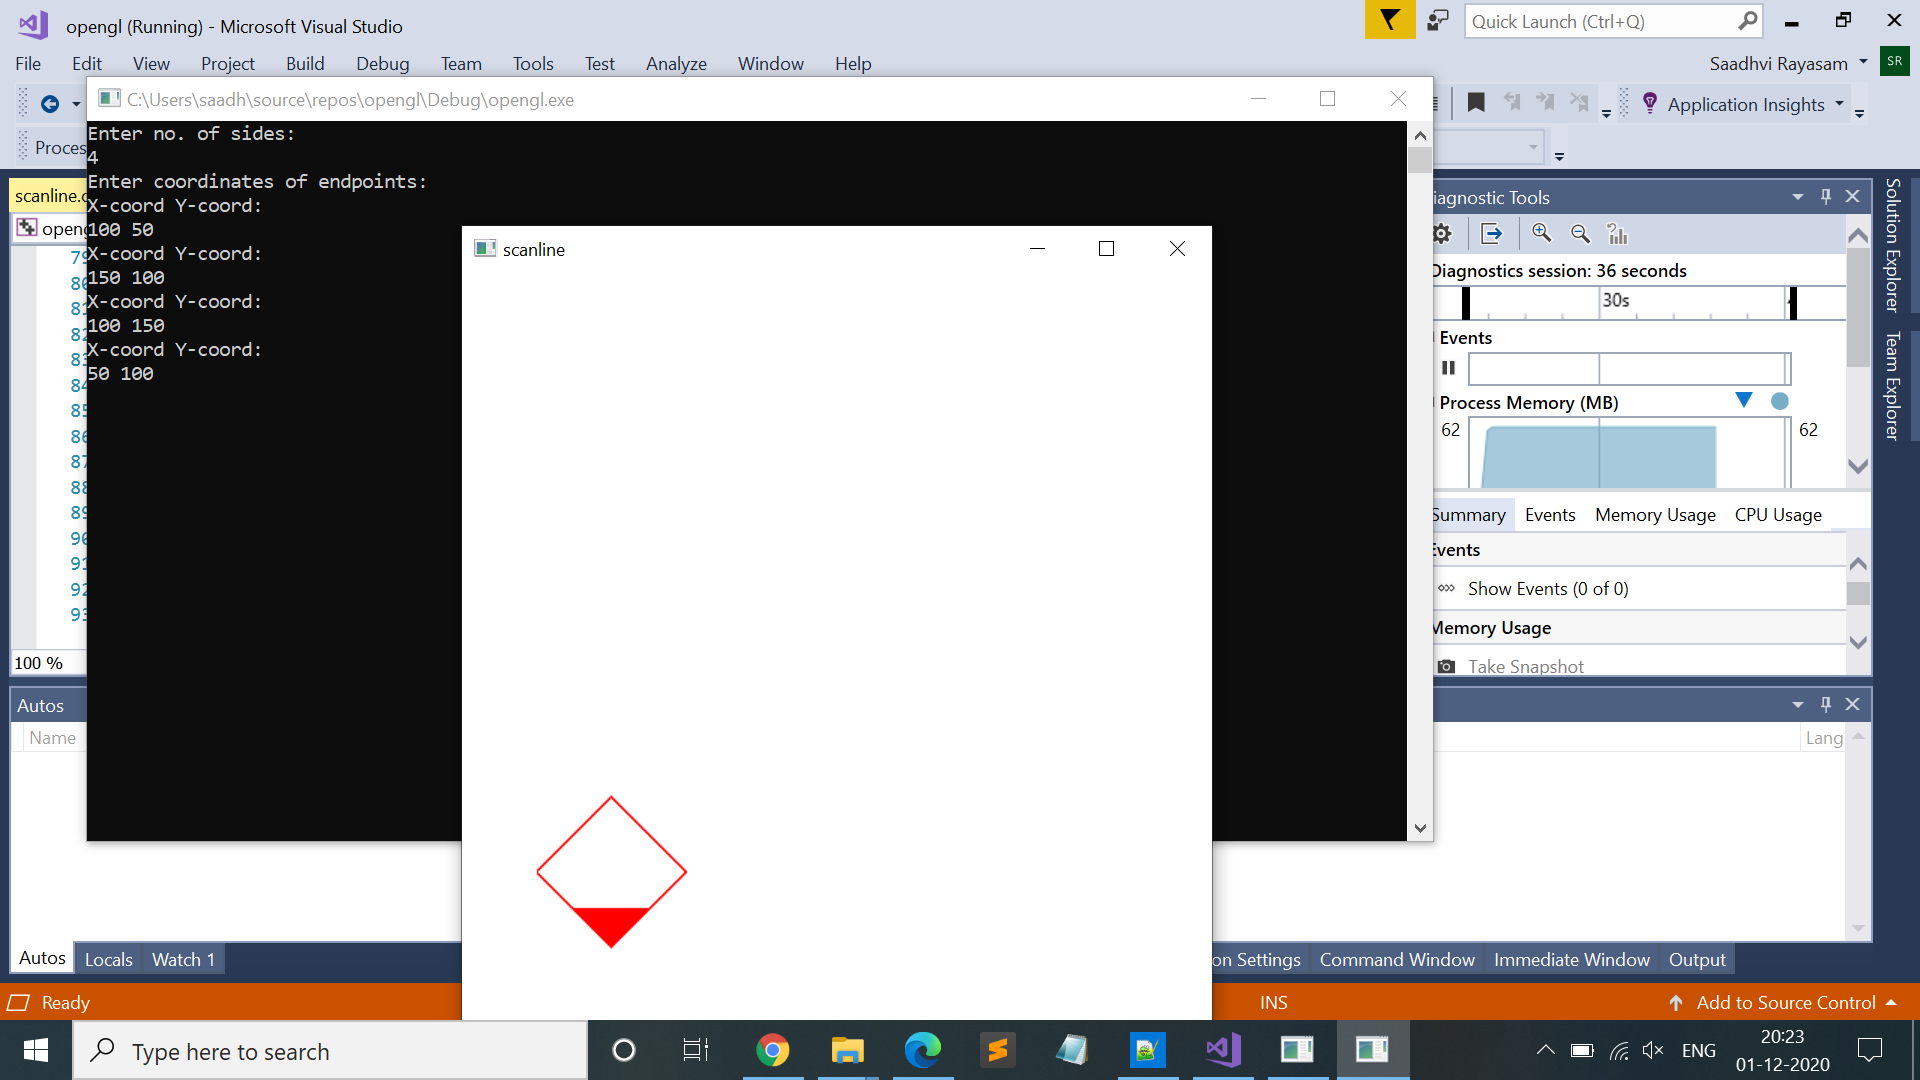 opengl (Running) - Microsoft Visual Studio
Quick Launch (Ctrl+Q)
File Edit View Project Build Debug Team Tools Test Analyze Window Help
Saadhvi Rayasam
SR
C:\Users\saadh\source\repos\opengl\Debug\opengl.exe
Application Insights
Proces
Enter no. of sides:
4
Enter coordinates of endpoints:
X-coord Y-coord:
100 50
X-coord Y-coord:
150 100
X-coord Y-coord:
100 150
X-coord Y-coord:
50 100
scanline.c
openg
79
80
81
82
83
84
85
86
87
88
89
90
91
92
93
100 %
scanline
iagnostic Tools
Diagnostics session: 36 seconds
30s
Events
Process Memory (MB)
62
62
Summary Events Memory Usage CPU Usage
Events
Show Events (0 of 0)
Memory Usage
Take Snapshot
Solution Explorer
Team Explorer
Autos
Name
Lang
Autos Locals Watch 1
on Settings Command Window Immediate Window Output
Ready
INS
Add to Source Control
Type here to search
ENG
20:23
01-12-2020